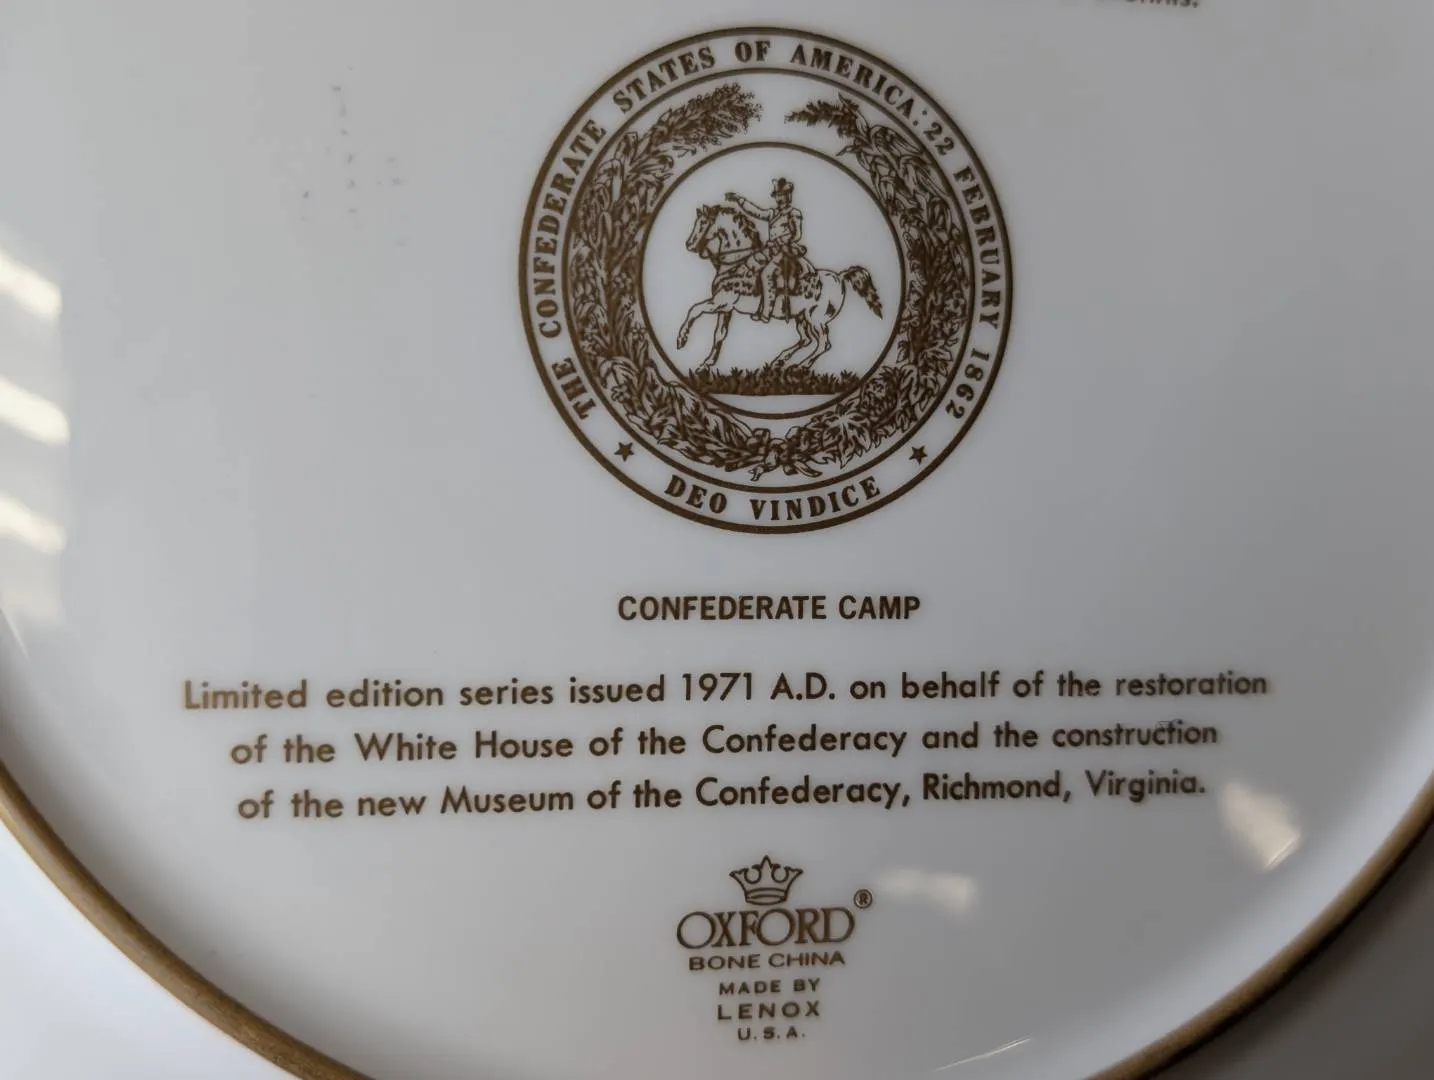 THE CONFEDERATE STATES OF AMERICA: 22 FEBRUARY 1862
DEO VINDICE
CONFEDERATE CAMP
Limited edition series issued 1971 A.D. on behalf of the restoration
of the White House of the Confederacy and the construction
of the new Museum of the Confederacy, Richmond, Virginia.
OXFORD®
BONE CHINA
MADE BY
LENOX
U.S.A.